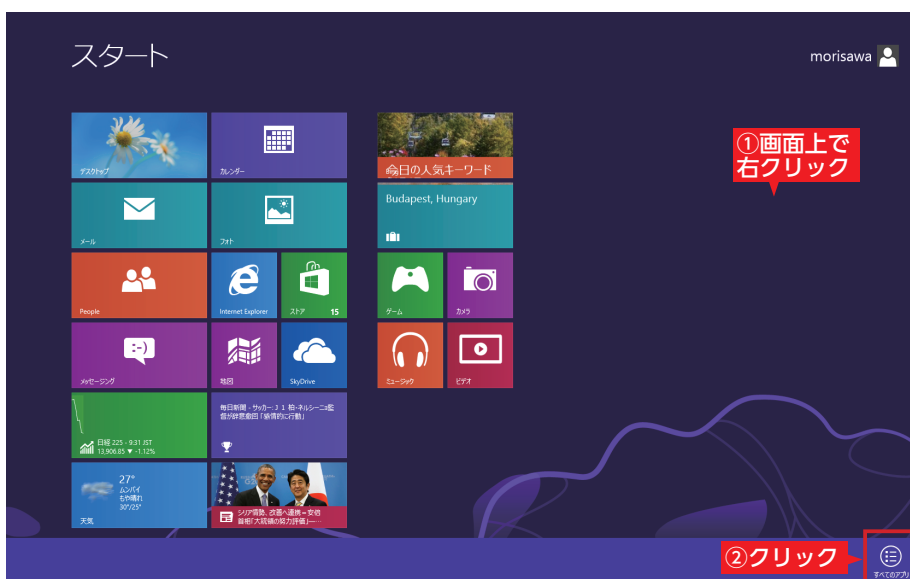 スタート
morisawa
デスクトップ
カレンダー
今日の人気キーワード
①画面上で
右クリック
メール
フォト
Budapest, Hungary
People
Internet Explorer
ストア
15
ゲーム
カメラ
メッセージング
:-)
地図
SkyDrive
ミュージック
ビデオ
日経 225 - 9:31 JST
13,906.85 ▼ -1.12%
毎日新聞 - サッカー：J1 柏・ネルシーニョ監
督が辞意撤回「感情的に行動」
27°
ムンバイ
もや晴れ
30°/25°
天気
シリア情勢、改善へ連携＝安倍
首相「大統領の努力評価」―…
②クリック
すべてのアプリ